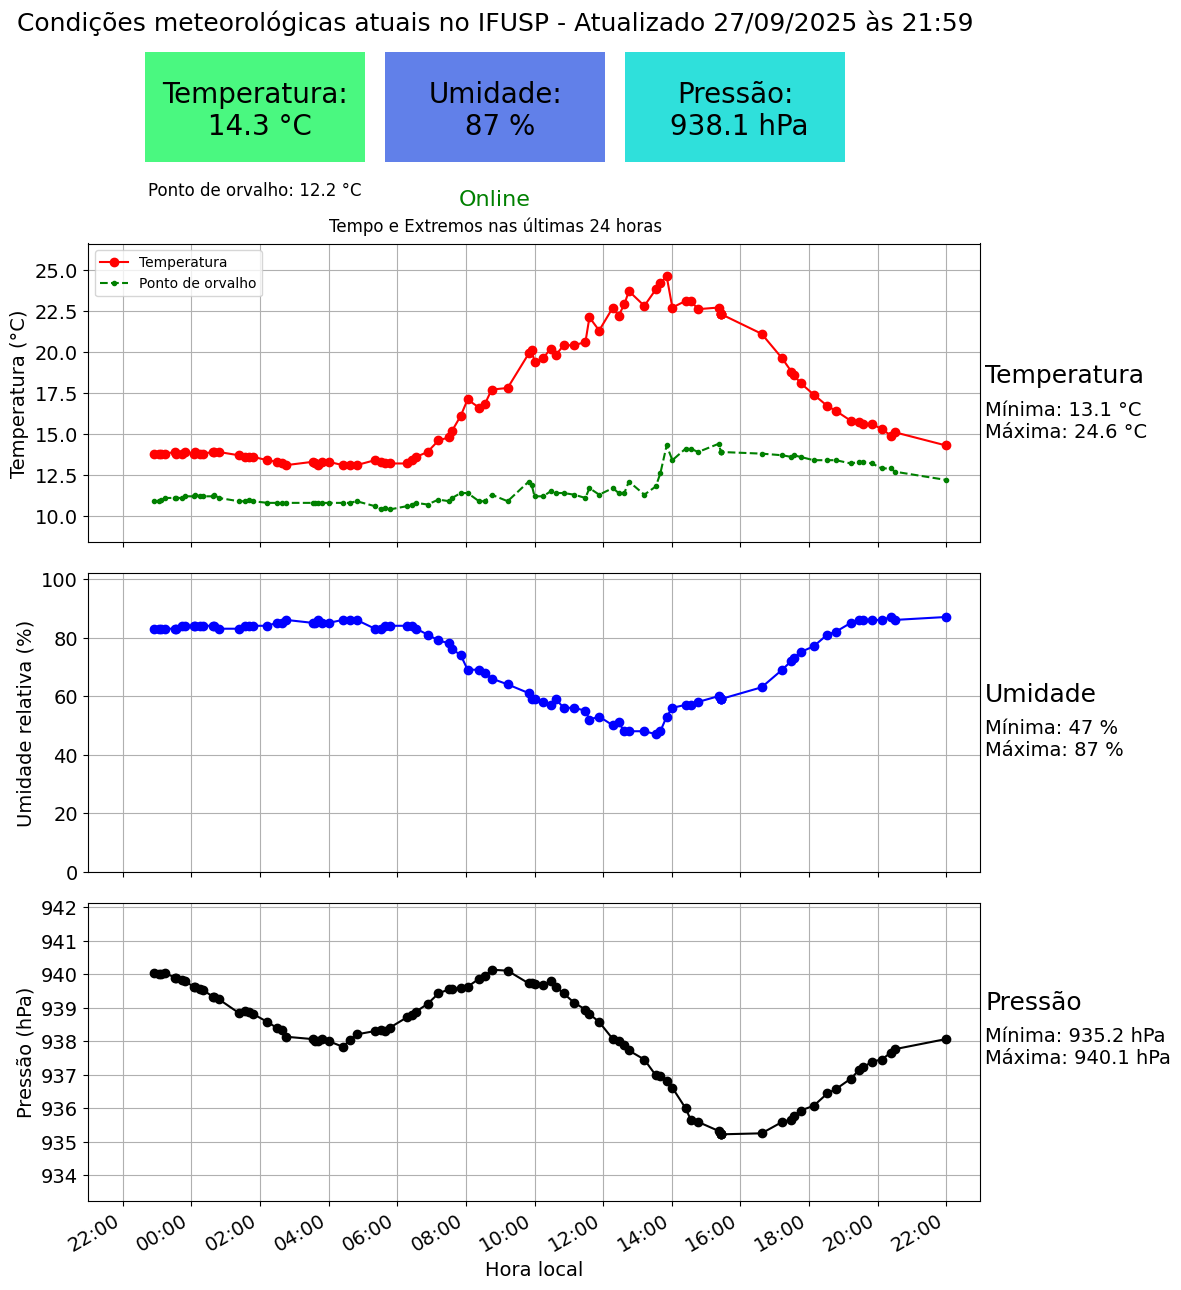 Condições meteorológicas atuais no IFUSP - Atualizado 27/09/2025 às 21:59
Temperatura:
14.3 °C
Umidade:
87 %
Pressão:
938.1 hPa
Ponto de orvalho: 12.2 °C
Online
Tempo e Extremos nas últimas 24 horas
Temperatura
Ponto de orvalho
Temperatura (°C)
25.0
22.5
20.0
17.5
15.0
12.5
10.0
Temperatura
Mínima: 13.1 °C
Máxima: 24.6 °C
Umidade relativa (%)
100
80
60
40
20
0
Umidade
Mínima: 47 %
Máxima: 87 %
Pressão (hPa)
942
941
940
939
938
937
936
935
934
Pressão
Mínima: 935.2 hPa
Máxima: 940.1 hPa
22:00
00:00
02:00
04:00
06:00
08:00
10:00
12:00
14:00
16:00
18:00
20:00
22:00
Hora local